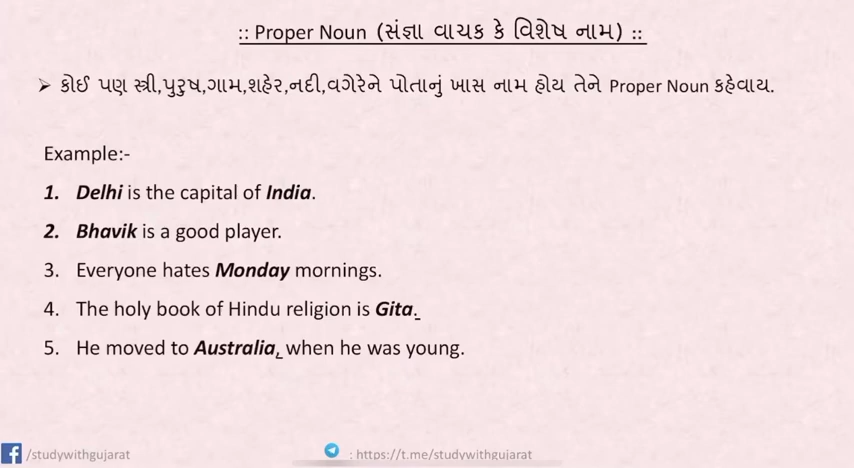 :: Proper Noun (સંજ્ઞા વાચક કે વિશેષ નામ) ::
➢ કોઈ પણ સ્ત્રી,પુરુષ,ગામ,શહેર,નદી,વગેરેને પોતાનું ખાસ નામ હોય તેને Proper Noun કહેવાય.
Example:-
1. Delhi is the capital of India.
2. Bhavik is a good player.
3. Everyone hates Monday mornings.
4. The holy book of Hindu religion is Gita.
5. He moved to Australia, when he was young.
f /studywithgujarat : https://t.me/studywithgujarat